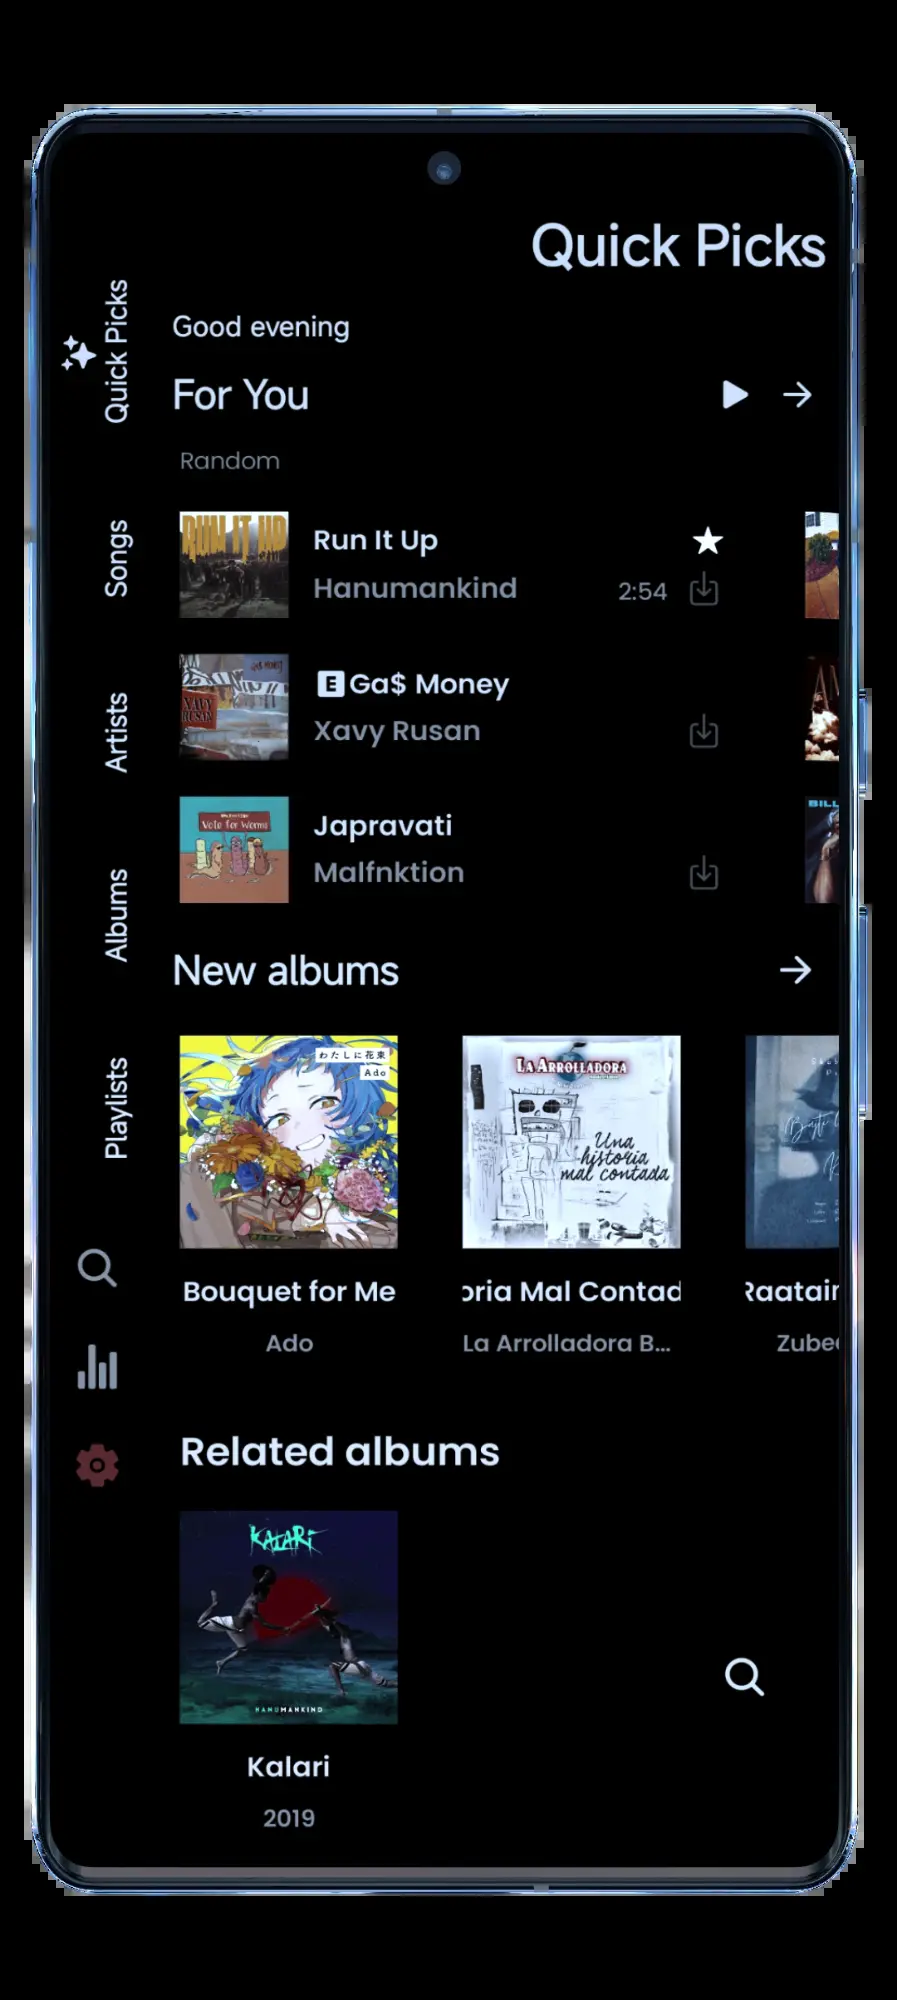 Quick Picks
Quick Picks
Songs
Artists
Albums
Playlists
Good evening
For You
Random
RUN IT UP
Run It Up
Hanumankind
2:54
XAVY
RUSAN
E Ga$ Money
Xavy Rusan
Vote for Worms
Japravati
Malfnktion
BILL
New albums
わたしに花束
Ado
LA ARROLLADORA
Una
historia
mal contada
Bouquet for Me
oria Mal Contad
Raatair
Ado
La Arrolladora B...
Zube
Related albums
KALARI
HANUMANKIND
Kalari
2019